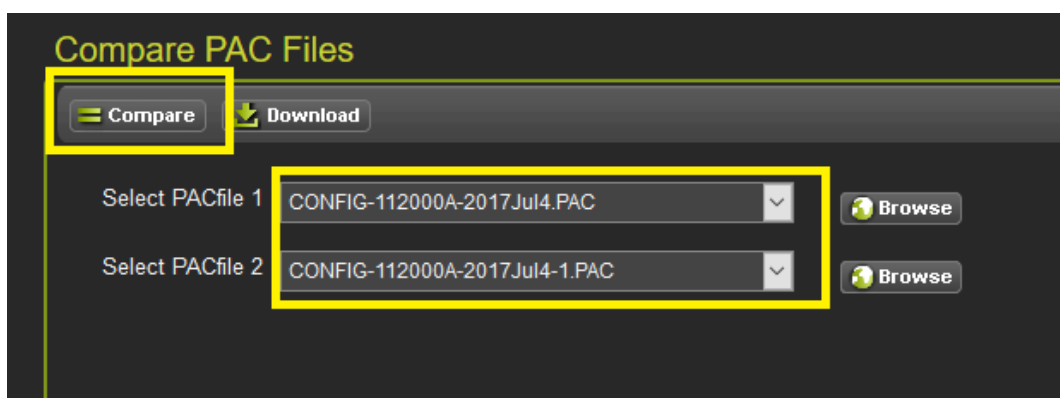 Compare PAC Files
Compare Download
Select PACfile 1 CONFIG-112000A-2017Jul4.PAC Browse
Select PACfile 2 CONFIG-112000A-2017Jul4-1.PAC Browse